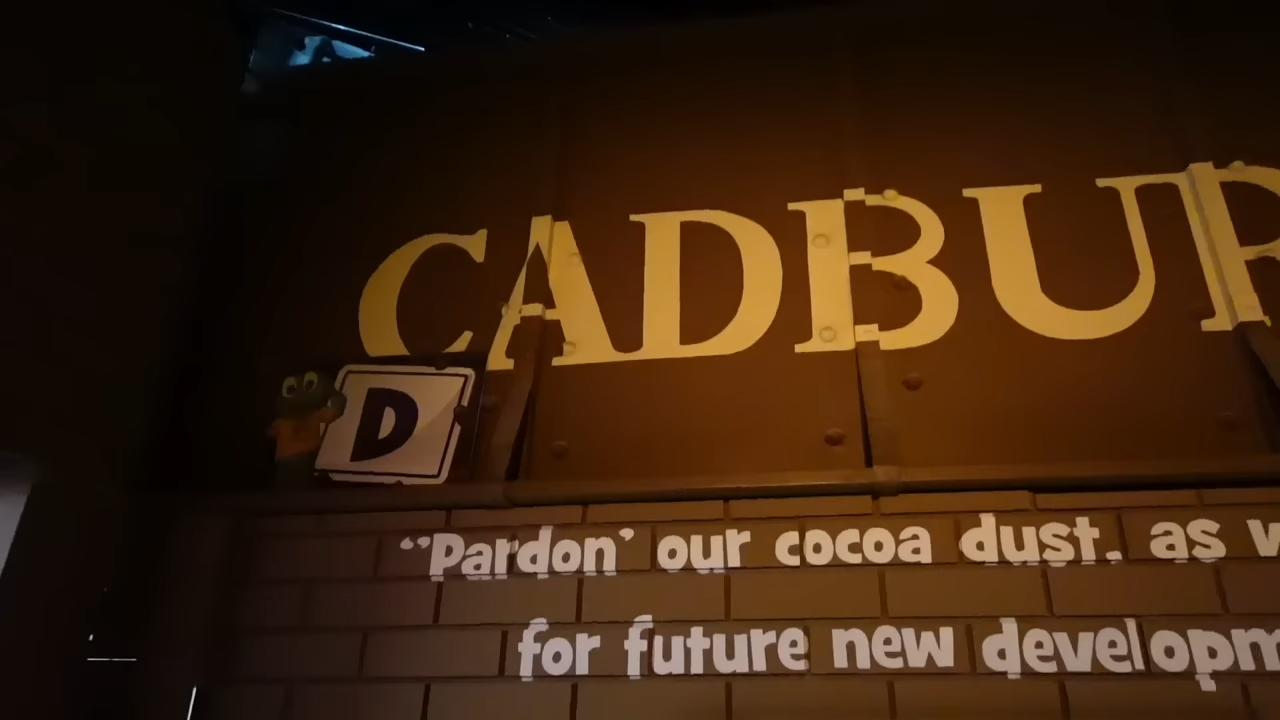 CADBUR
D
“Pardon’ our cocoa dust, as w
for future new developm